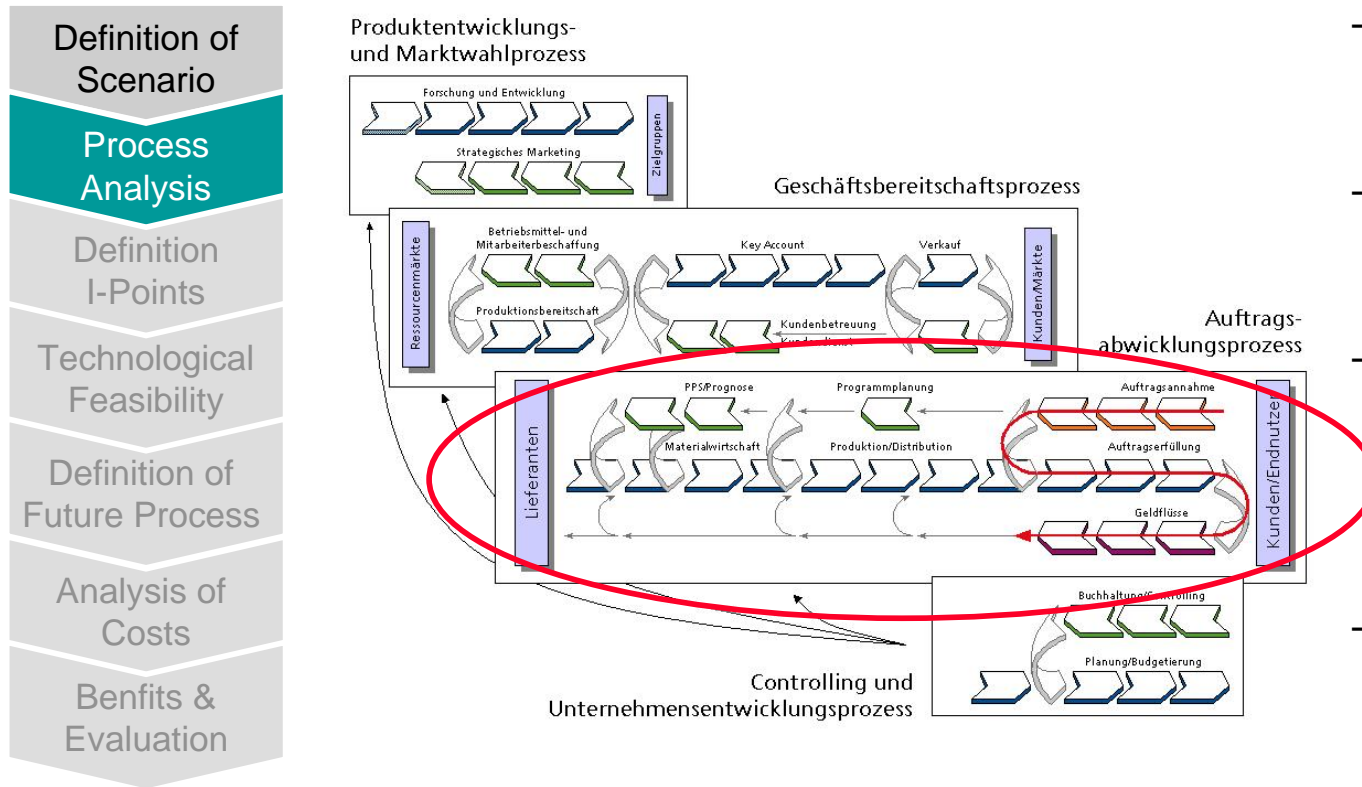 Definition of
Scenario
Process
Analysis
Definition
I-Points
Technological
Feasibility
Definition of
Future Process
Analysis of
Costs
Benfits &
Evaluation
Produktentwicklungs-
und Marktwahlprozess
Forschung und Entwicklung
Strategisches Marketing
Zielgruppen
Geschäftsbereitschaftsprozess
Ressourcenmärkte
Betriebsmittel- und
Mitarbeiterbeschaffung
Produktionsbereitschaft
Key Account
Verkauf
Kundenbetreuung
Kundendienst
Kunden/Märkte
Auftrags-
abwicklungsprozess
Lieferanten
PPS/Prognose
Programmplanung
Auftragsannahme
Materialwirtschaft
Produktion/Distribution
Auftragserfüllung
Geldflüsse
Kunden/Endnutzer
Buchhaltung/Controlling
Planung/Budgetierung
Controlling und
Unternehmensentwicklungsprozess
–
–
–
–